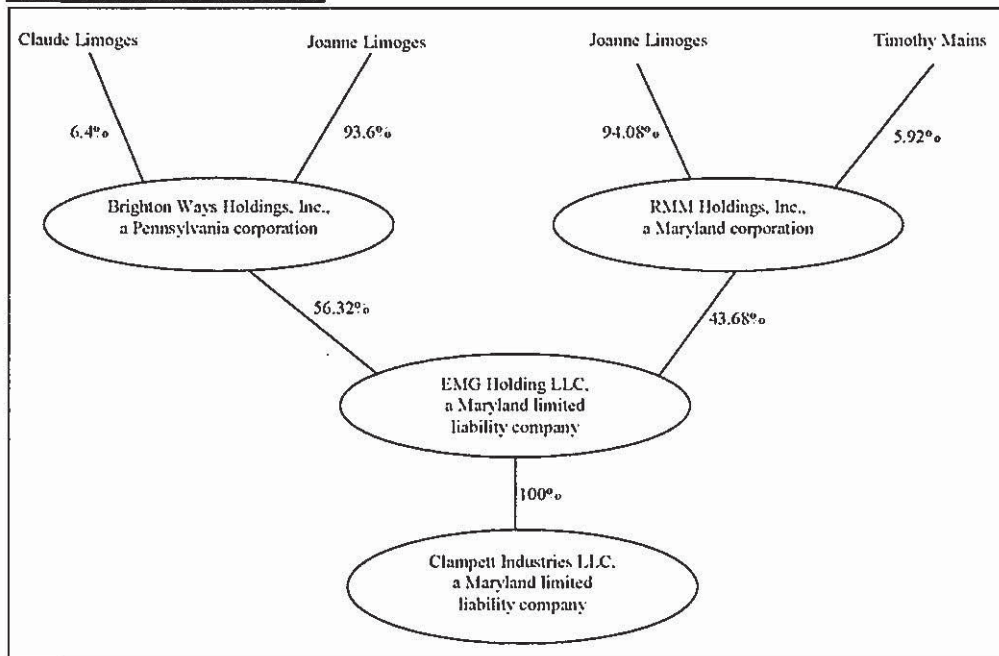 Claude Limoges
Joanne Limoges
Joanne Limoges
Timothy Mains
6.4%
93.6%
94.08%
5.92%
Brighton Ways Holdings, Inc.,
a Pennsylvania corporation
RMM Holdings, Inc.,
a Maryland corporation
56.32%
43.68%
EMG Holding LLC,
a Maryland limited
liability company
100%
Clampett Industries LLC,
a Maryland limited
liability company